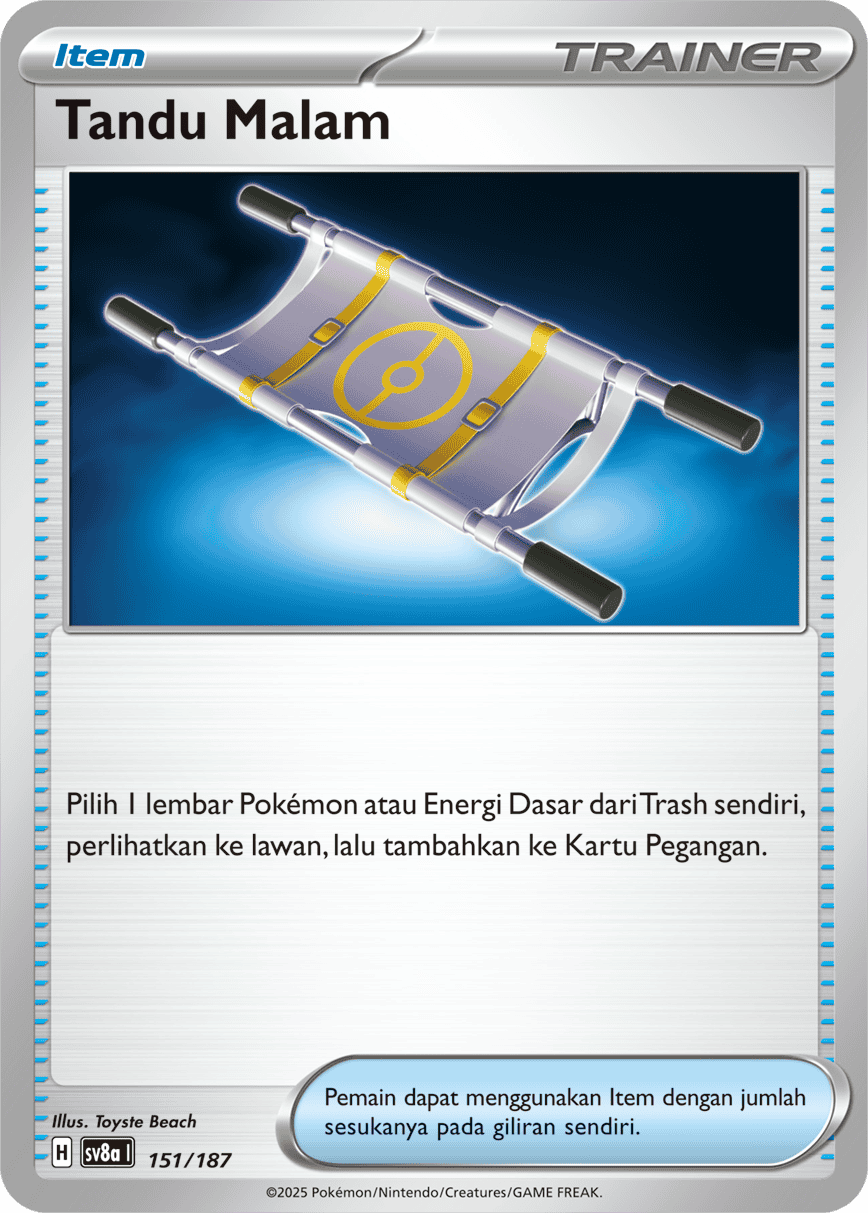 Item
TRAINER
Tandu Malam
Pilih 1 lembar Pokémon atau Energi Dasar dari Trash sendiri,
perlihatkan ke lawan, lalu tambahkan ke Kartu Pegangan.
Pemain dapat menggunakan Item dengan jumlah
sesukanya pada giliran sendiri.
Illus. Toyste Beach
H sv8a I 151/187
©2025 Pokémon/Nintendo/Creatures/GAME FREAK.